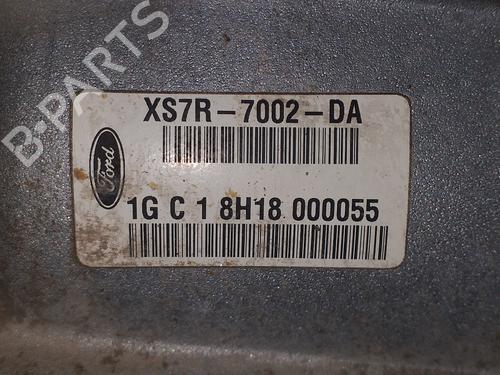 B-PARTS
XS7R-7002-DA
Ford
1G C 1 8H18 000055